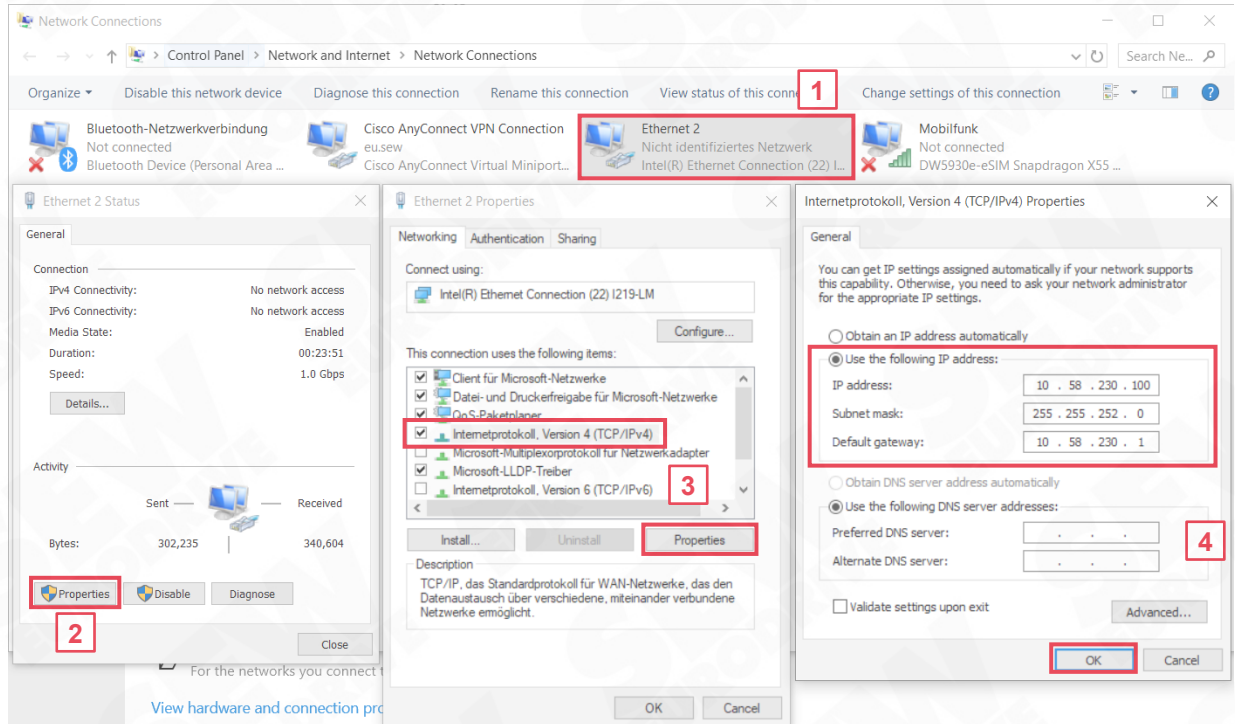 Network Connections
Control Panel > Network and Internet > Network Connections
Search Ne...
Organize
Disable this network device
Diagnose this connection
Rename this connection
View status of this conne
1
Change settings of this connection
Bluetooth-Netzwerkverbindung
Not connected
Bluetooth Device (Personal Area ...
Cisco AnyConnect VPN Connection
eu.sew
Cisco AnyConnect Virtual Miniport...
Ethernet 2
Nicht identifiziertes Netzwerk
Intel(R) Ethernet Connection (22) I...
Mobilfunk
Not connected
DW5930e-eSIM Snapdragon X55 ...
Ethernet 2 Status
General
Connection
IPv4 Connectivity: No network access
IPv6 Connectivity: No network access
Media State: Enabled
Duration: 00:23:51
Speed: 1.0 Gbps
Details...
Activity
Sent
Received
Bytes: 302,235 340,604
Properties
Disable
Diagnose
2
Close
For the networks you connect t
View hardware and connection pro
Ethernet 2 Properties
Networking
Authentication
Sharing
Connect using:
Intel(R) Ethernet Connection (22) I219-LM
Configure...
This connection uses the following items:
Client für Microsoft-Netzwerke
Datei- und Druckerfreigabe für Microsoft-Netzwerke
QoS-Paketplaner
Internetprotokoll, Version 4 (TCP/IPv4)
Microsoft-Multiplexorprotokoll für Netzwerkadapter
Microsoft-LLDP-Treiber
Internetprotokoll, Version 6 (TCP/IPv6)
3
Install...
Uninstall
Properties
Description
TCP/IP, das Standardprotokoll für WAN-Netzwerke, das den
Datenaustausch über verschiedene, miteinander verbundene
Netzwerke ermöglicht.
OK
Cancel
Internetprotokoll, Version 4 (TCP/IPv4) Properties
General
You can get IP settings assigned automatically if your network supports
this capability. Otherwise, you need to ask your network administrator
for the appropriate IP settings.
Obtain an IP address automatically
Use the following IP address:
IP address: 10 . 58 . 230 . 100
Subnet mask: 255 . 255 . 252 . 0
Default gateway: 10 . 58 . 230 . 1
Obtain DNS server address automatically
Use the following DNS server addresses:
Preferred DNS server: . . .
Alternate DNS server: . . .
4
Validate settings upon exit
Advanced...
OK
Cancel